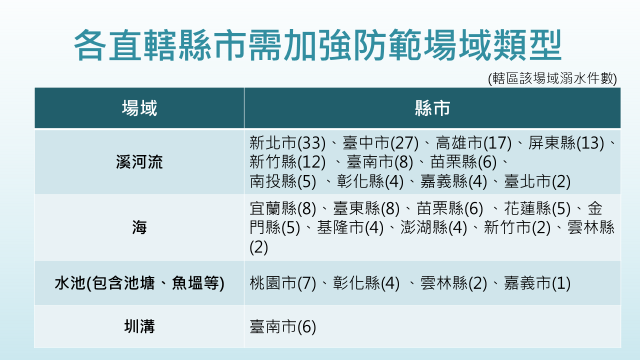 各直轄縣市需加強防範場域類型
(轄區該場域溺水件數)
場域
縣市
溪河流
新北市(33)、臺中市(27)、高雄市(17)、屏東縣(13)、
新竹縣(12) 、臺南市(8)、苗栗縣(6)、
南投縣(5) 、彰化縣(4)、嘉義縣(4)、臺北市(2)
海
宜蘭縣(8)、臺東縣(8)、苗栗縣(6) 、花蓮縣(5)、金
門縣(5)、基隆市(4)、澎湖縣(4)、新竹市(2)、雲林縣
(2)
水池(包含池塘、魚塭等)
桃園市(7)、彰化縣(4) 、雲林縣(2)、嘉義市(1)
圳溝
臺南市(6)